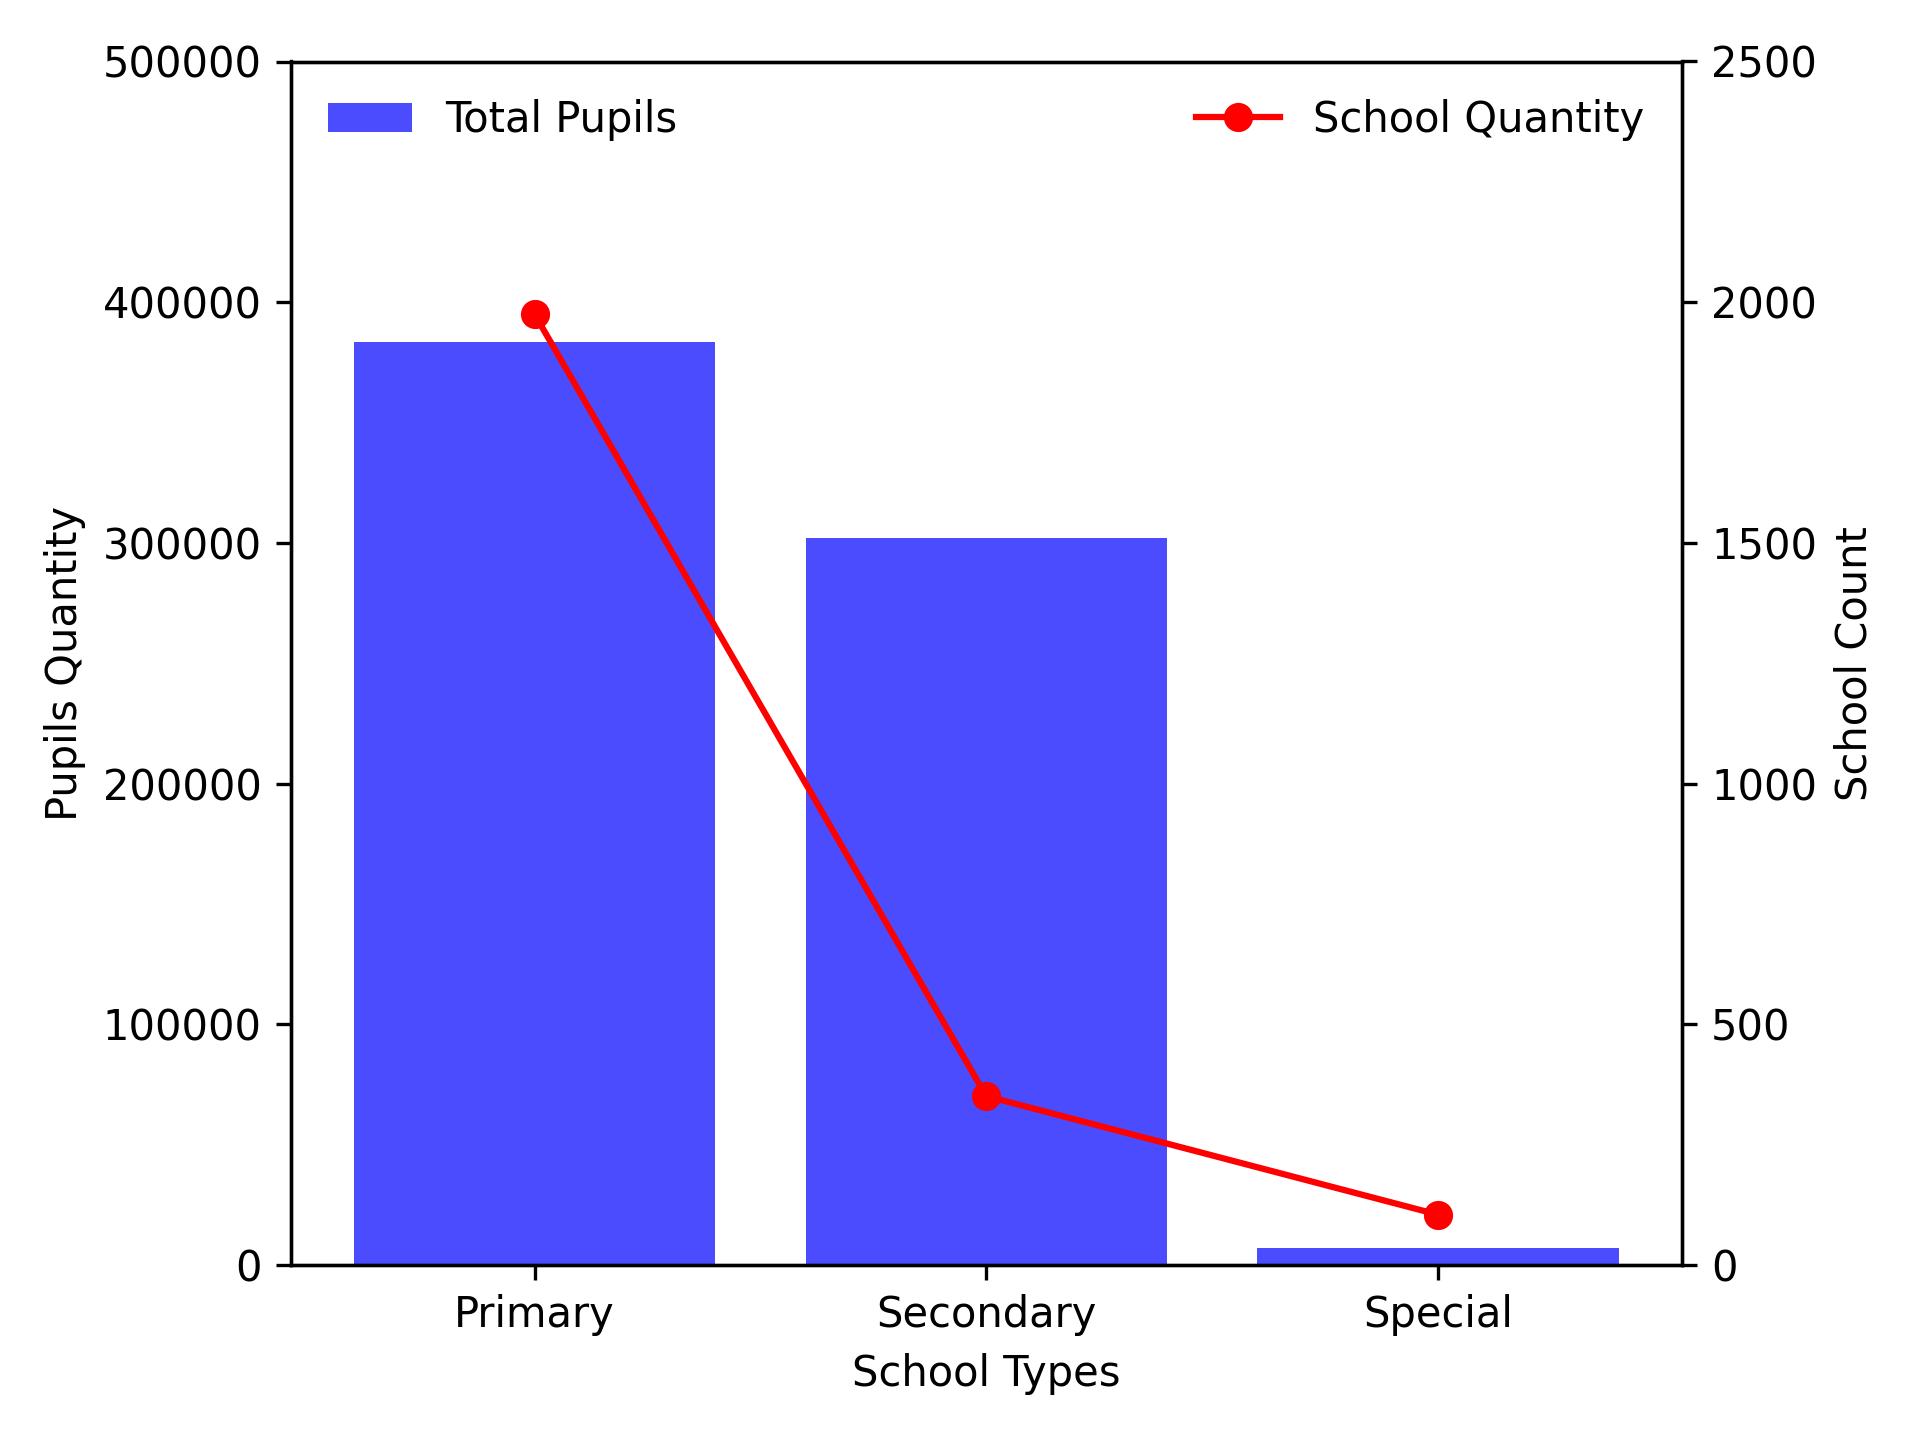 500000
400000
300000
200000
100000
0
Pupils Quantity
Total Pupils
School Quantity
2500
2000
1500
1000
500
0
School Count
Primary
Secondary
Special
School Types